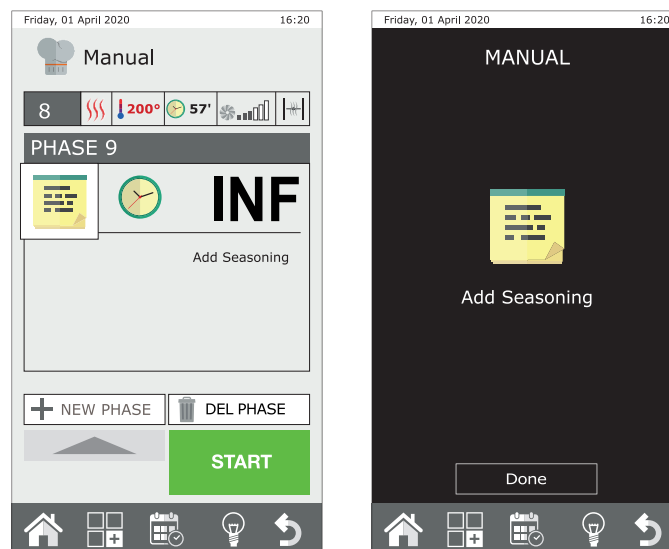 Friday, 01 April 2020 16:20
Manual
8 200° 57'
PHASE 9
INF
Add Seasoning
NEW PHASE DEL PHASE
START
Friday, 01 April 2020 16:20
MANUAL
Add Seasoning
Done